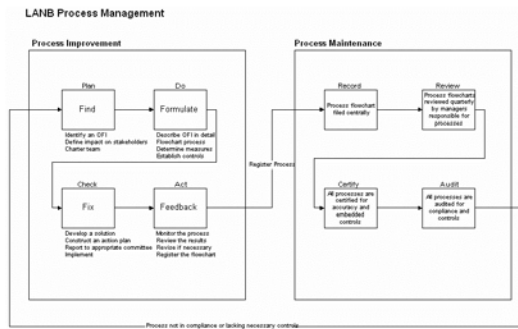 LANB Process Management
Process Improvement
Plan
Find
Identify an OFI
Define impact on stakeholders
Charter team
Do
Formulate
Describe OFI in detail
Flowchart process
Determine measures
Establish controls
Check
Fix
Develop a solution
Construct an action plan
Report to appropriate committee
Implement
Act
Feedback
Monitor the process
Review the results
Revise if necessary
Register the flowchart
Register Process
Process Maintenance
Record
Process flowchart
filed centrally
Review
Process flowcharts
reviewed quarterly
by managers
responsible for
processes
Certify
All processes are
certified for
accuracy and
embedded controls
Audit
All processes are
audited for
compliance and
controls
Process not in compliance or lacking necessary controls